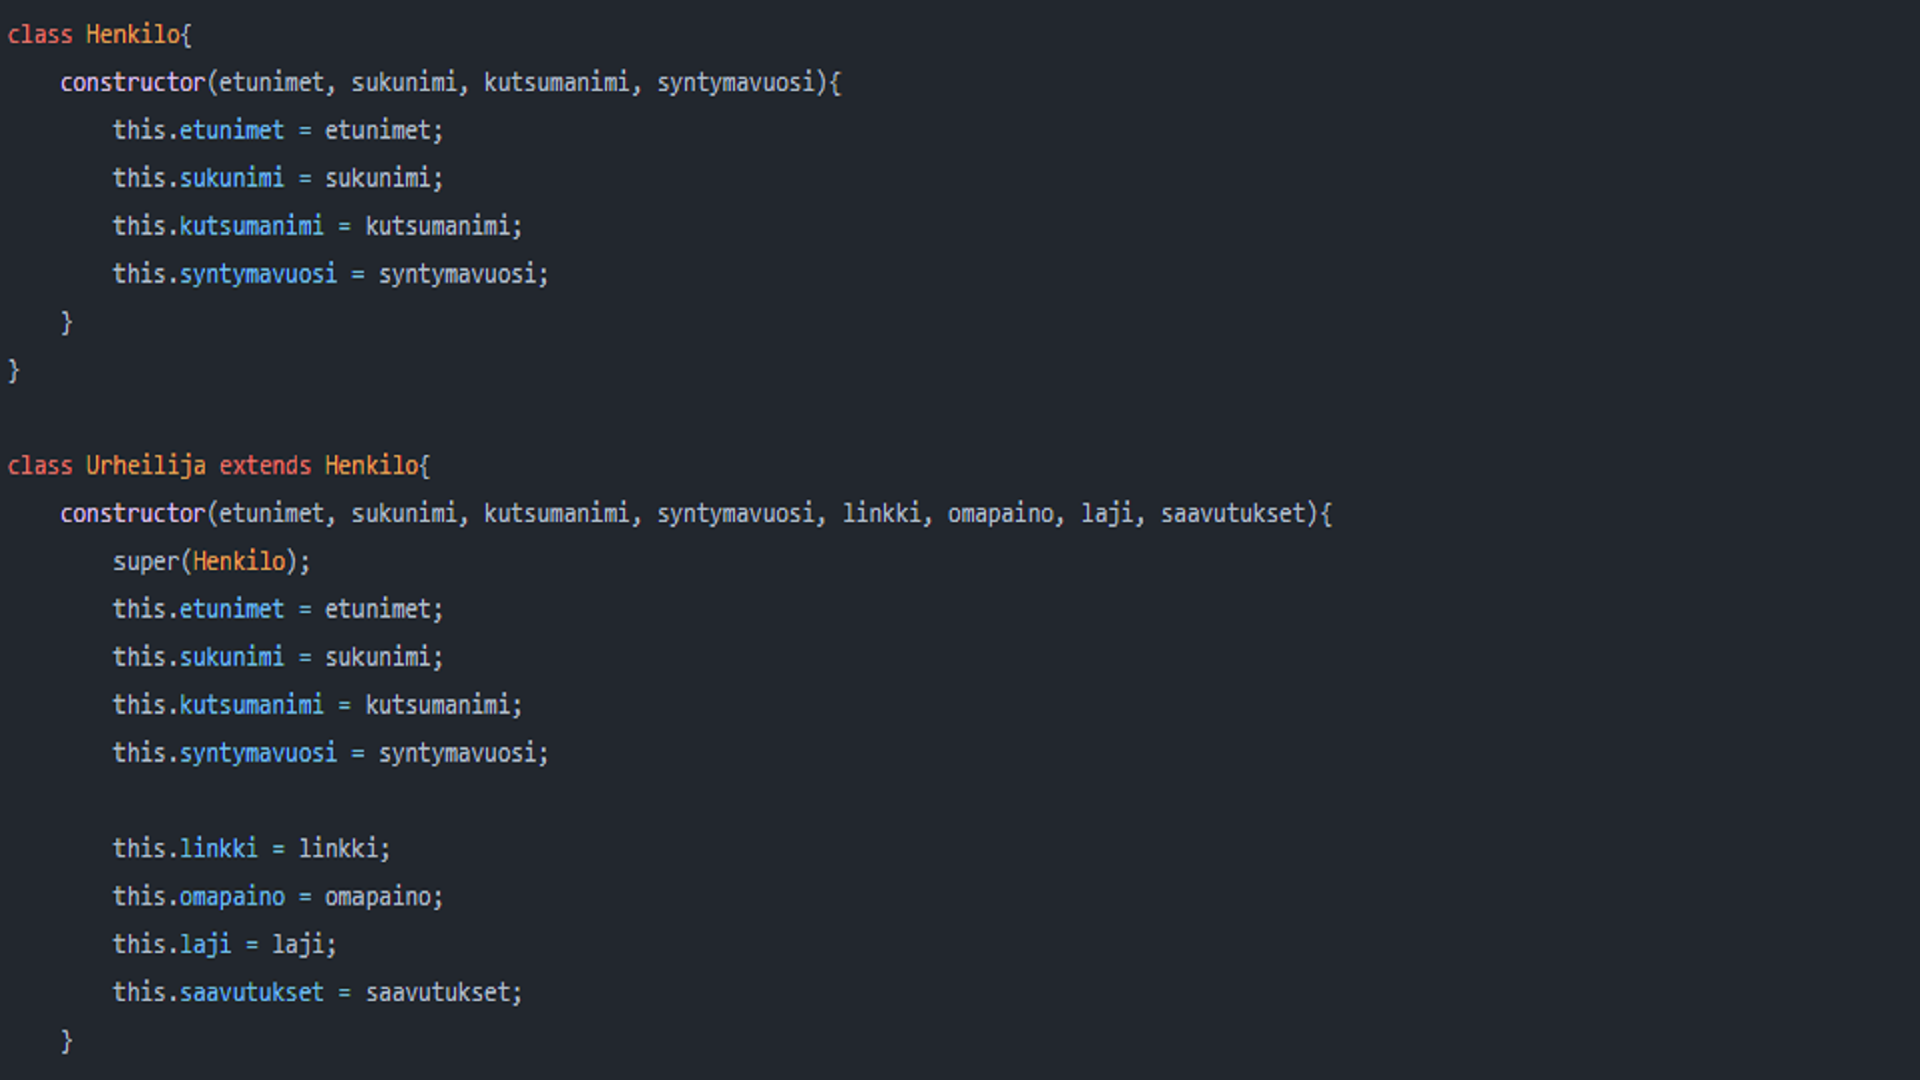 class Henkilo{
    constructor(etunimet, sukunimi, kutsumanimi, syntymavuosi){
        this.etunimet = etunimet;
        this.sukunimi = sukunimi;
        this.kutsumanimi = kutsumanimi;
        this.syntymavuosi = syntymavuosi;
    }
}
class Urheilija extends Henkilo{
    constructor(etunimet, sukunimi, kutsumanimi, syntymavuosi, linkki, omapaino, laji, saavutukset){
        super(Henkilo);
        this.etunimet = etunimet;
        this.sukunimi = sukunimi;
        this.kutsumanimi = kutsumanimi;
        this.syntymavuosi = syntymavuosi;
        this.linkki = linkki;
        this.omapaino = omapaino;
        this.laji = laji;
        this.saavutukset = saavutukset;
    }